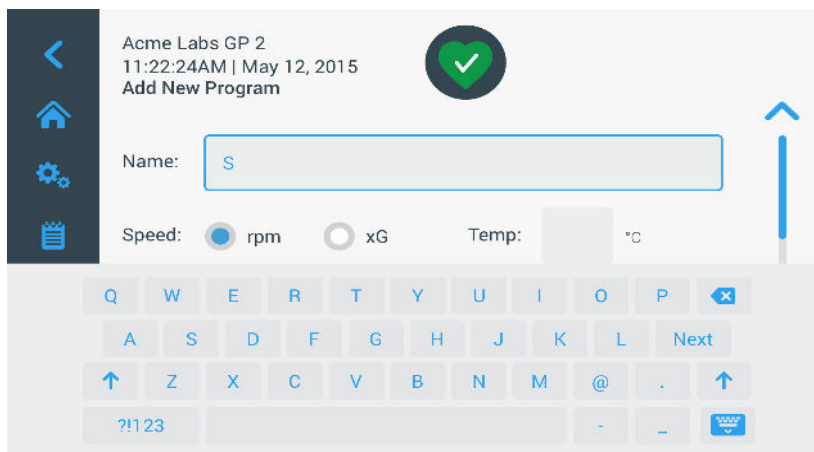 Acme Labs GP 2
11:22:24AM | May 12, 2015
Add New Program
Name: S
Speed: rpm xG Temp: °C
Q W E R T Y U I O P
A S D F G H J K L Next
Z X C V B N M @ .
?!123 - _